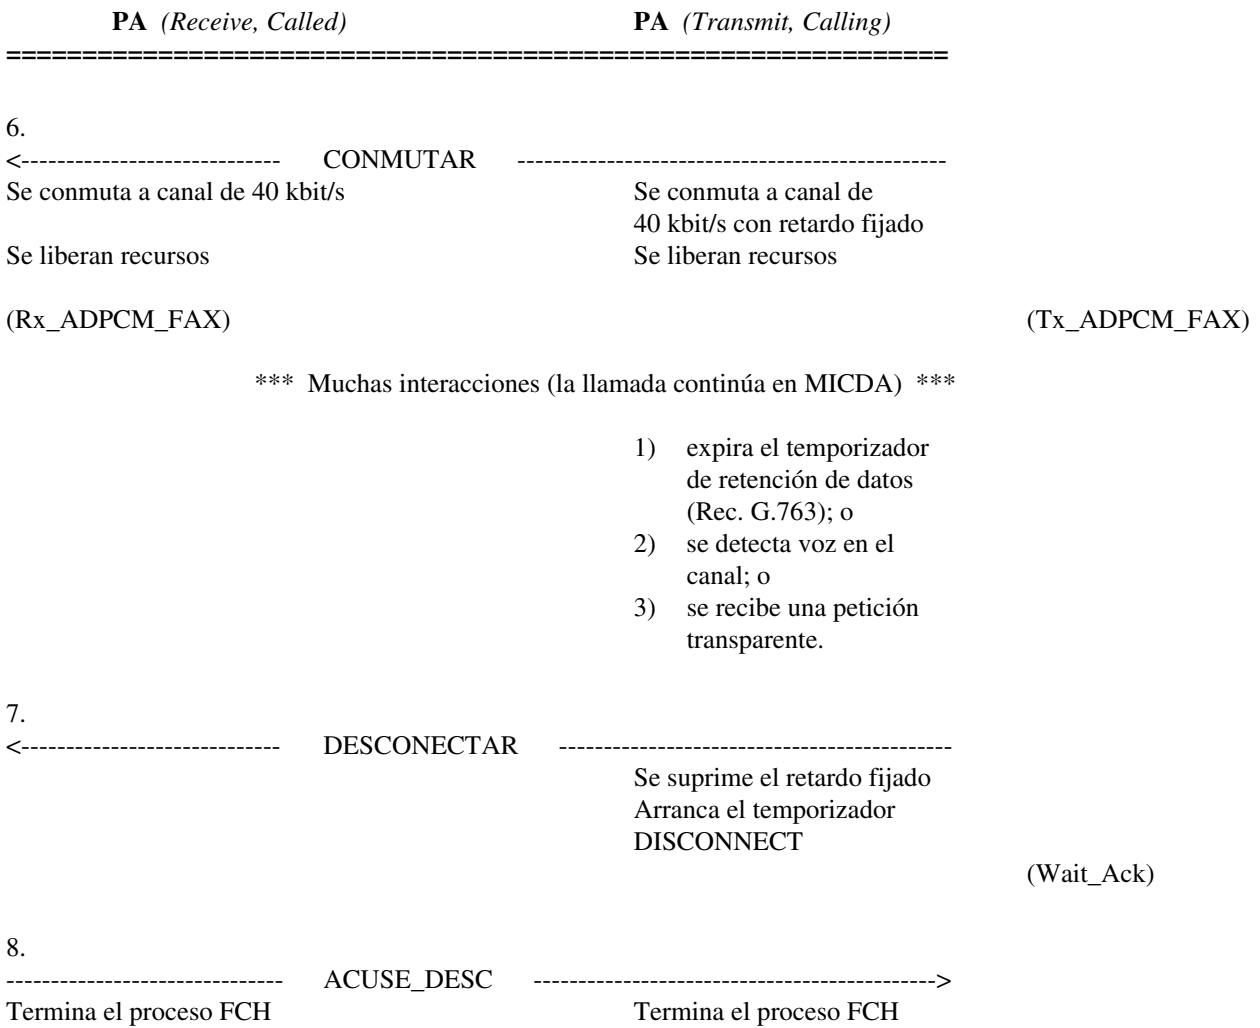 PA (Receive, Called) PA (Transmit, Calling)
===============================================================
6.
<----------------------------- CONMUTAR ------------------------------------------------
Se conmuta a canal de 40 kbit/s Se conmuta a canal de
40 kbit/s con retardo fijado
Se liberan recursos Se liberan recursos
(Rx_ADPCM_FAX) (Tx_ADPCM_FAX)
*** Muchas interacciones (la llamada continúa en MICDA) ***
1) expira el temporizador
de retención de datos
(Rec. G.763); o
2) se detecta voz en el
canal; o
3) se recibe una petición
transparente.
7.
<----------------------------- DESCONECTAR --------------------------------------------
Se suprime el retardo fijado
Arranca el temporizador
DISCONNECT
(Wait_Ack)
8.
------------------------------- ACUSE_DESC --------------------------------------------->
Termina el proceso FCH Termina el proceso FCH